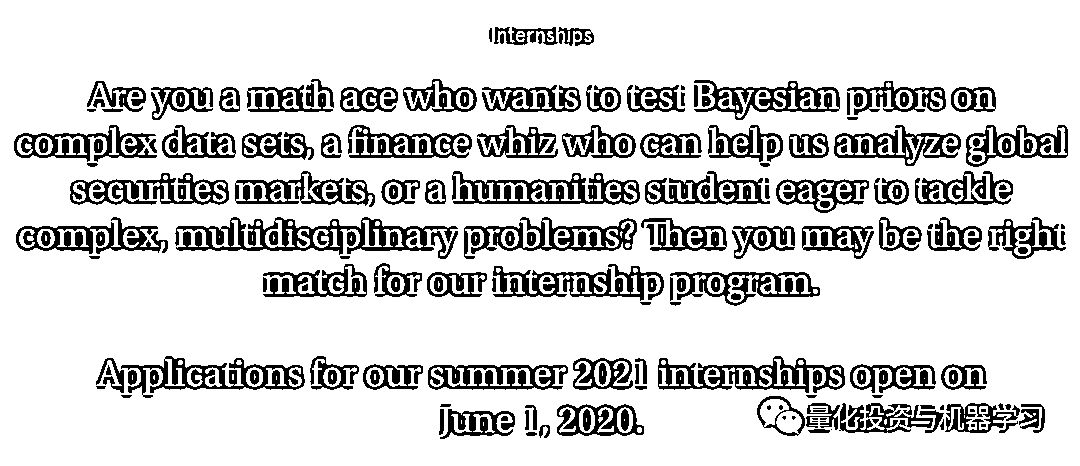 Internships
Are you a math ace who wants to test Bayesian priors on
complex data sets, a finance whiz who can help us analyze global
securities markets, or a humanities student eager to tackle
complex, multidisciplinary problems? Then you may be the right
match for our internship program.
Applications for our summer 2021 internships open on
June 1, 2020.
量化投资与机器学习